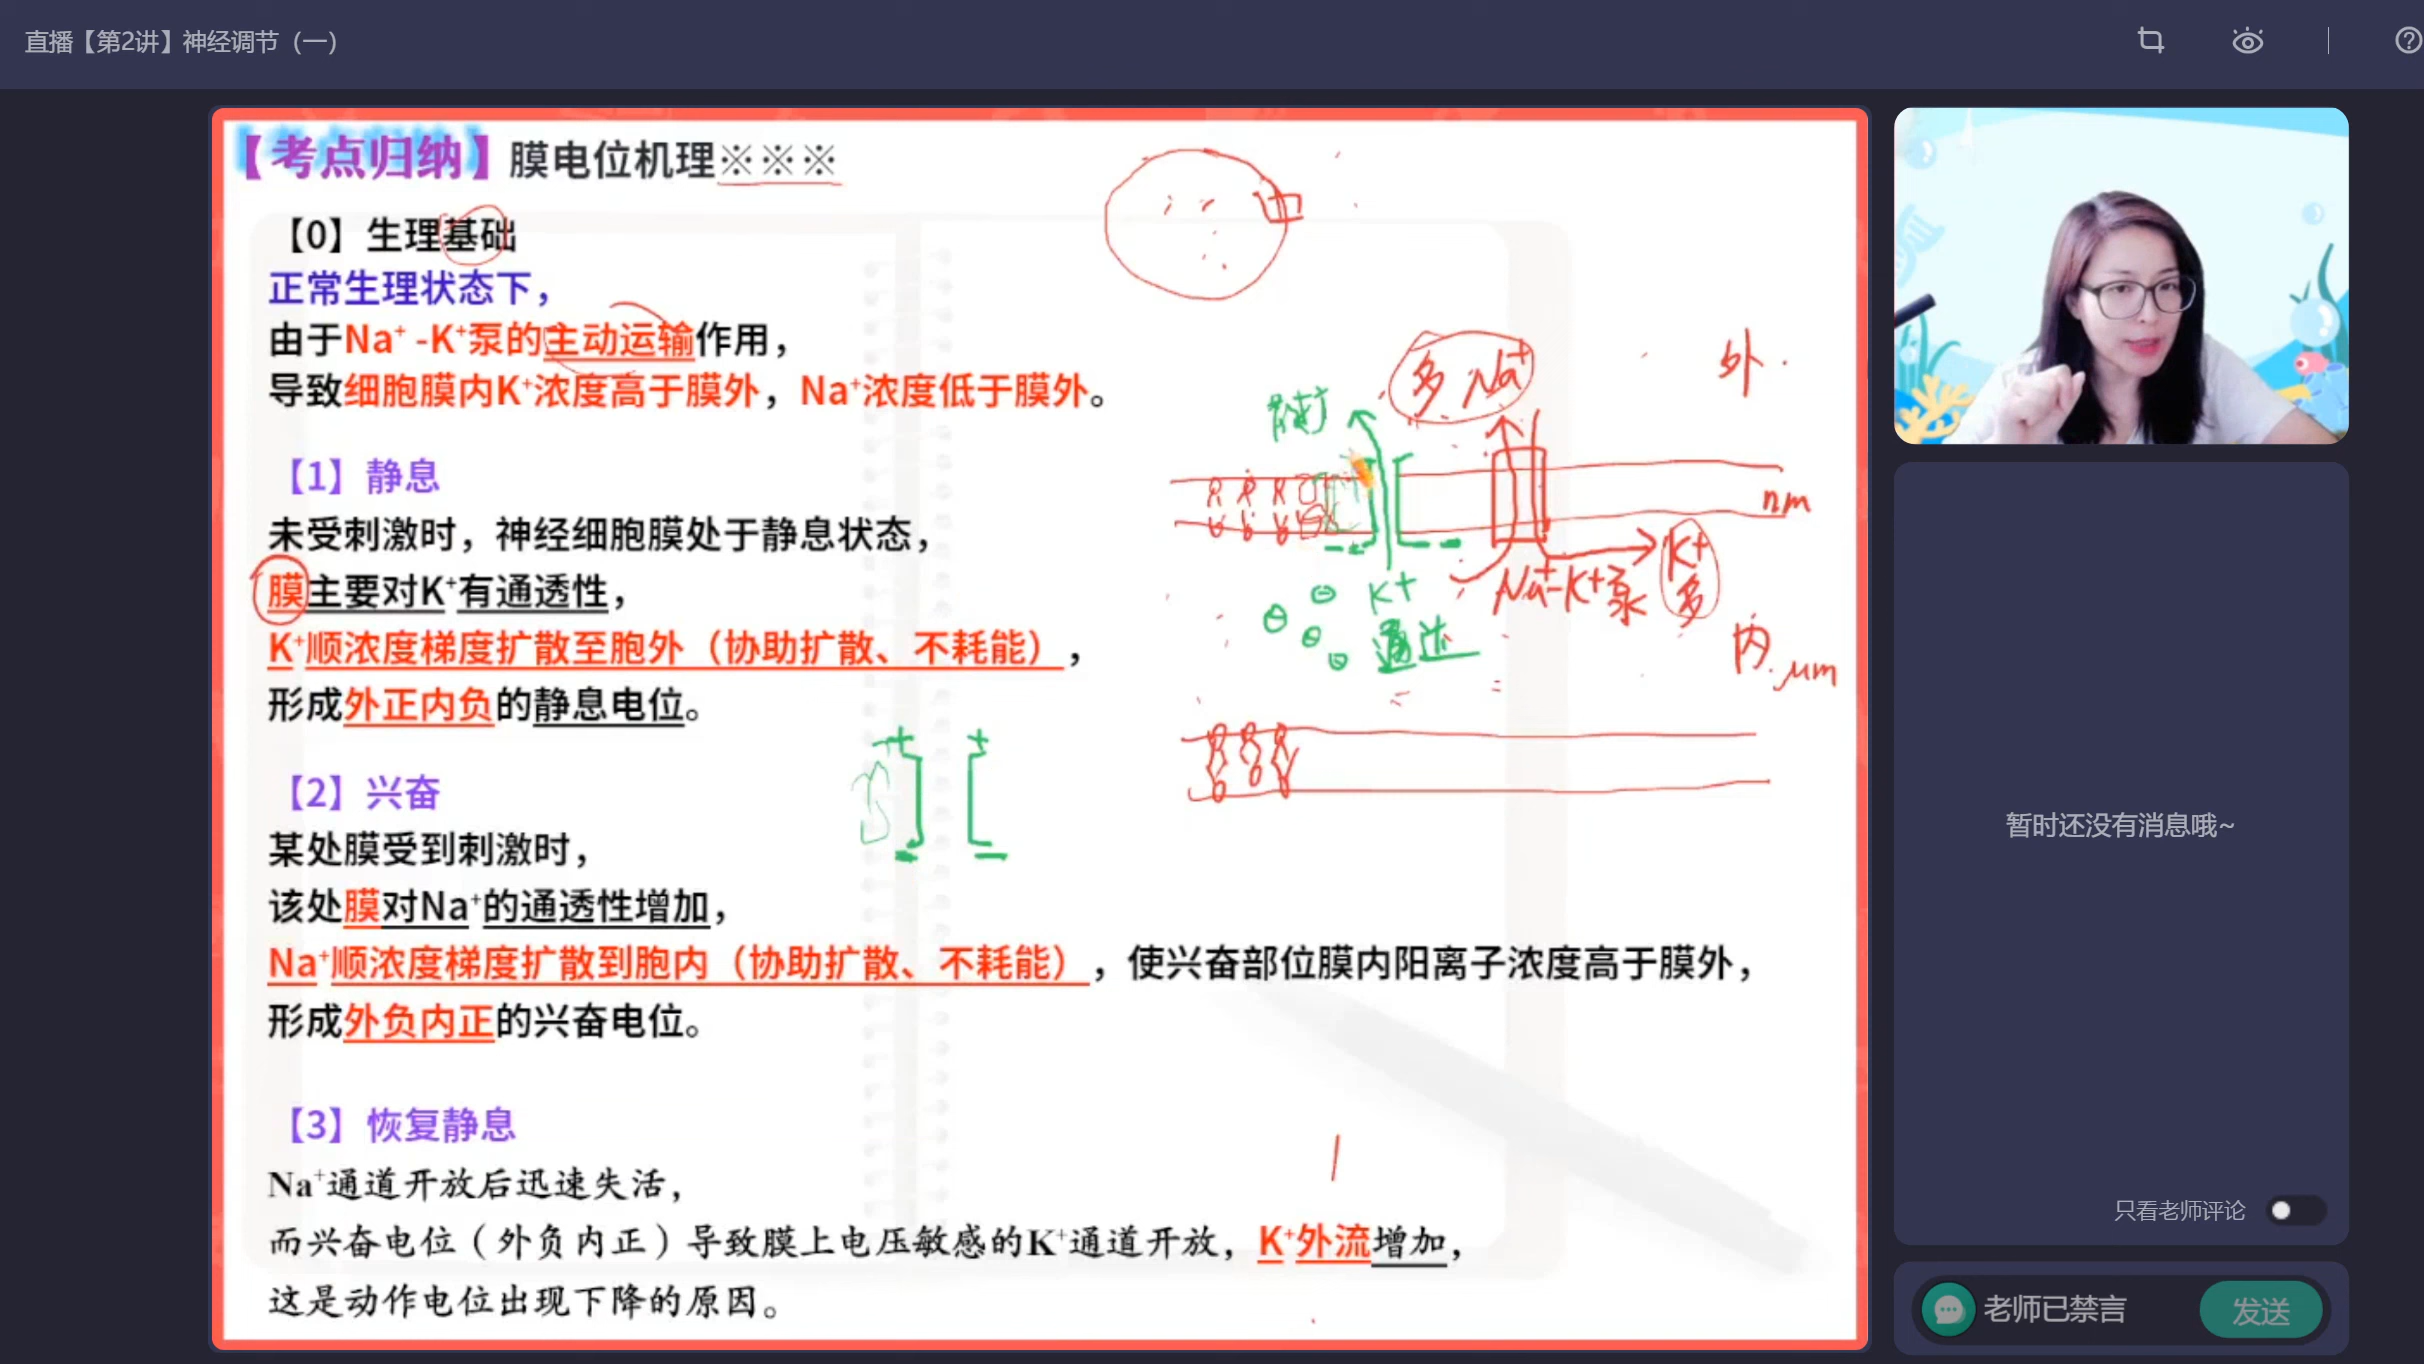 直播【第2讲】神经调节（一）
【考点归纳】膜电位机理※※※
【0】生理基础
正常生理状态下，
由于Na⁺ -K⁺泵的主动运输作用，
导致细胞膜内K⁺浓度高于膜外，Na⁺浓度低于膜外。
【1】静息
未受刺激时，神经细胞膜处于静息状态，
膜主要对K⁺有通透性，
K⁺顺浓度梯度扩散至胞外（协助扩散、不耗能），
形成外正内负的静息电位。
【2】兴奋
某处膜受到刺激时，
该处膜对Na⁺的通透性增加，
Na⁺顺浓度梯度扩散到胞内（协助扩散、不耗能），使兴奋部位膜内阳离子浓度高于膜外，
形成外负内正的兴奋电位。
【3】恢复静息
Na⁺通道开放后迅速失活，
而兴奋电位（外负内正）导致膜上电压敏感的K⁺通道开放，K⁺外流增加，
这是动作电位出现下降的原因。
多 Na⁺
外
nm
K⁺
多
Na⁺-K⁺泵
K⁺
通道
内
μm
暂时还没有消息哦~
只看老师评论
老师已禁言
发送